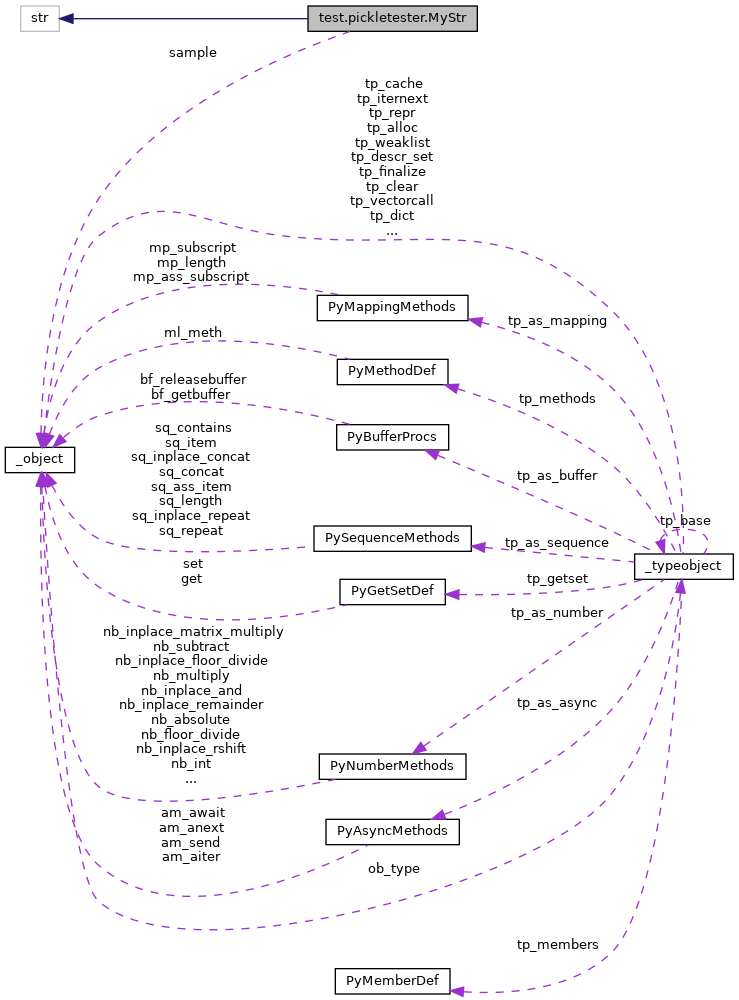 str
test.pickletester.MyStr
sample
tp_cache
tp_iternext
tp_repr
tp_alloc
tp_weaklist
tp_descr_set
tp_finalize
tp_clear
tp_vectorcall
tp_dict
...
mp_subscript
mp_length
mp_ass_subscript
PyMappingMethods
tp_as_mapping
ml_meth
PyMethodDef
tp_methods
bf_releasebuffer
bf_getbuffer
PyBufferProcs
_object
sq_contains
sq_item
sq_inplace_concat
sq_concat
sq_ass_item
sq_length
sq_inplace_repeat
sq_repeat
tp_as_buffer
PySequenceMethods
tp_as_sequence
tp_base
_typeobject
set
get
PyGetSetDef
tp_getset
tp_as_number
nb_inplace_matrix_multiply
nb_subtract
nb_inplace_floor_divide
nb_multiply
nb_inplace_and
nb_inplace_remainder
nb_absolute
nb_floor_divide
nb_inplace_rshift
nb_int
...
PyNumberMethods
tp_as_async
am_await
am_anext
am_send
am_aiter
PyAsyncMethods
ob_type
tp_members
PyMemberDef